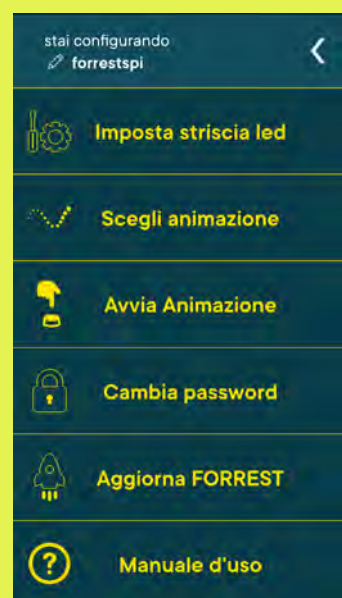 stai configurando
forrestspi
Imposta striscia led
Scegli animazione
Avvia Animazione
Cambia password
Aggiorna FORREST
Manuale d'uso